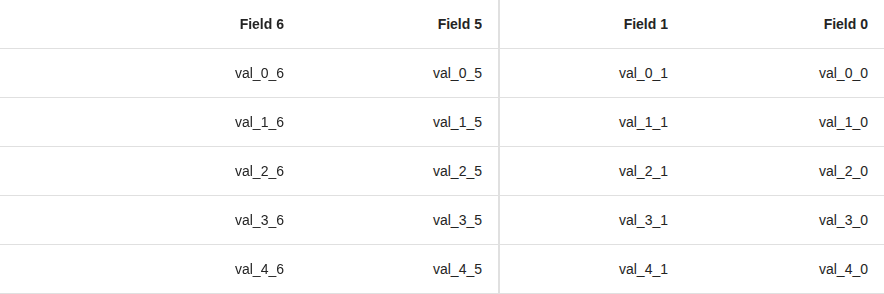 Field 6 Field 5 Field 1 Field 0
val_0_6 val_0_5 val_0_1 val_0_0
val_1_6 val_1_5 val_1_1 val_1_0
val_2_6 val_2_5 val_2_1 val_2_0
val_3_6 val_3_5 val_3_1 val_3_0
val_4_6 val_4_5 val_4_1 val_4_0